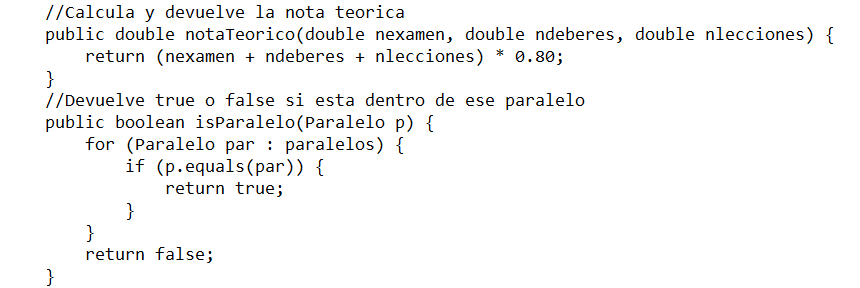 //Calcula y devuelve la nota teorica
public double notaTeorico(double nexamen, double ndeberes, double nlecciones) {
    return (nexamen + ndeberes + nlecciones) * 0.80;
}
//Devuelve true o false si esta dentro de ese paralelo
public boolean isParalelo(Paralelo p) {
    for (Paralelo par : paralelos) {
        if (p.equals(par)) {
            return true;
        }
    }
    return false;
}